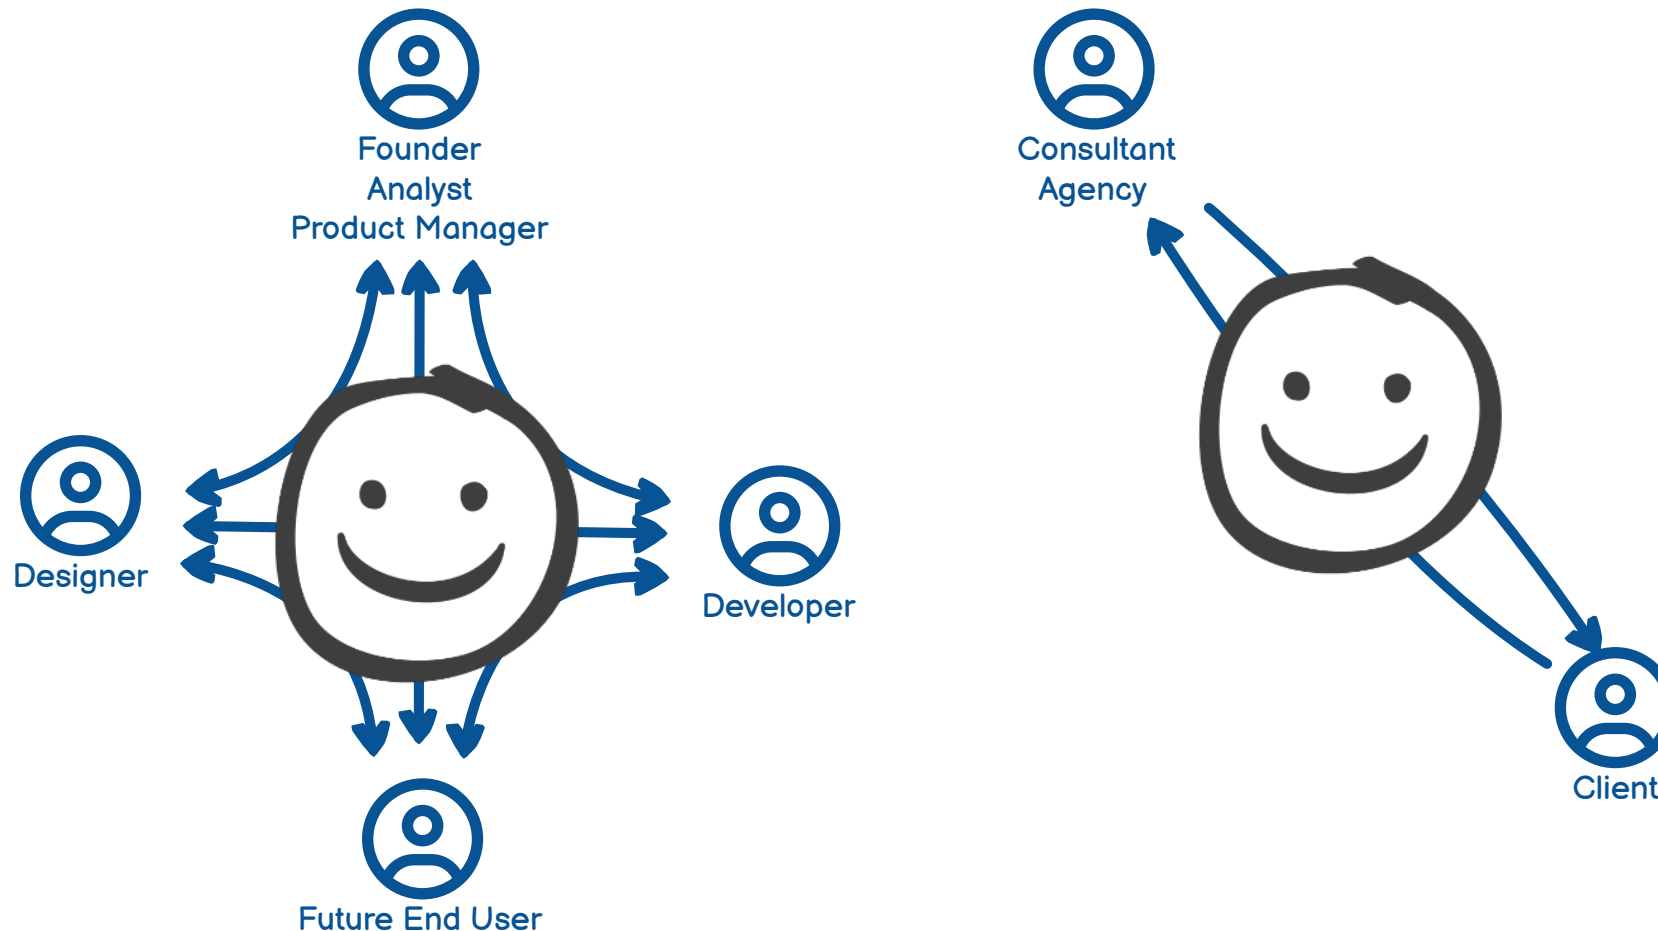 Founder
Analyst
Product Manager
Designer
Developer
Future End User
Consultant
Agency
Client